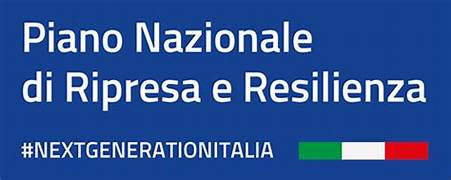 Piano Nazionale
di Ripresa e Resilienza
#NEXTGENERATIONITALIA